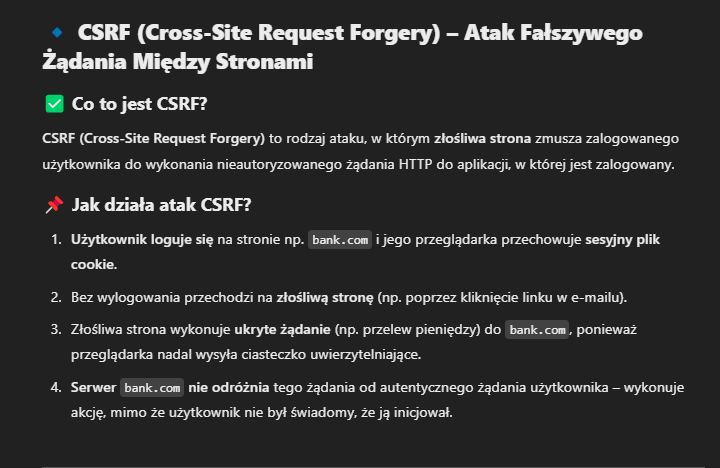 🔹 CSRF (Cross-Site Request Forgery) – Atak Fałszywego
Żądania Między Stronami
✅ Co to jest CSRF?
CSRF (Cross-Site Request Forgery) to rodzaj ataku, w którym złośliwa strona zmusza zalogowanego
użytkownika do wykonania nieautoryzowanego żądania HTTP do aplikacji, w której jest zalogowany.
📌 Jak działa atak CSRF?
1. Użytkownik loguje się na stronie np. bank.com i jego przeglądarka przechowuje sesyjny plik
cookie.
2. Bez wylogowania przechodzi na złośliwą stronę (np. poprzez kliknięcie linku w e-mailu).
3. Złośliwa strona wykonuje ukryte żądanie (np. przelew pieniędzy) do bank.com, ponieważ
przeglądarka nadal wysyła ciasteczko uwierzytelniające.
4. Serwer bank.com nie odróżnia tego żądania od autentycznego żądania użytkownika – wykonuje
akcję, mimo że użytkownik nie był świadomy, że ją inicjował.